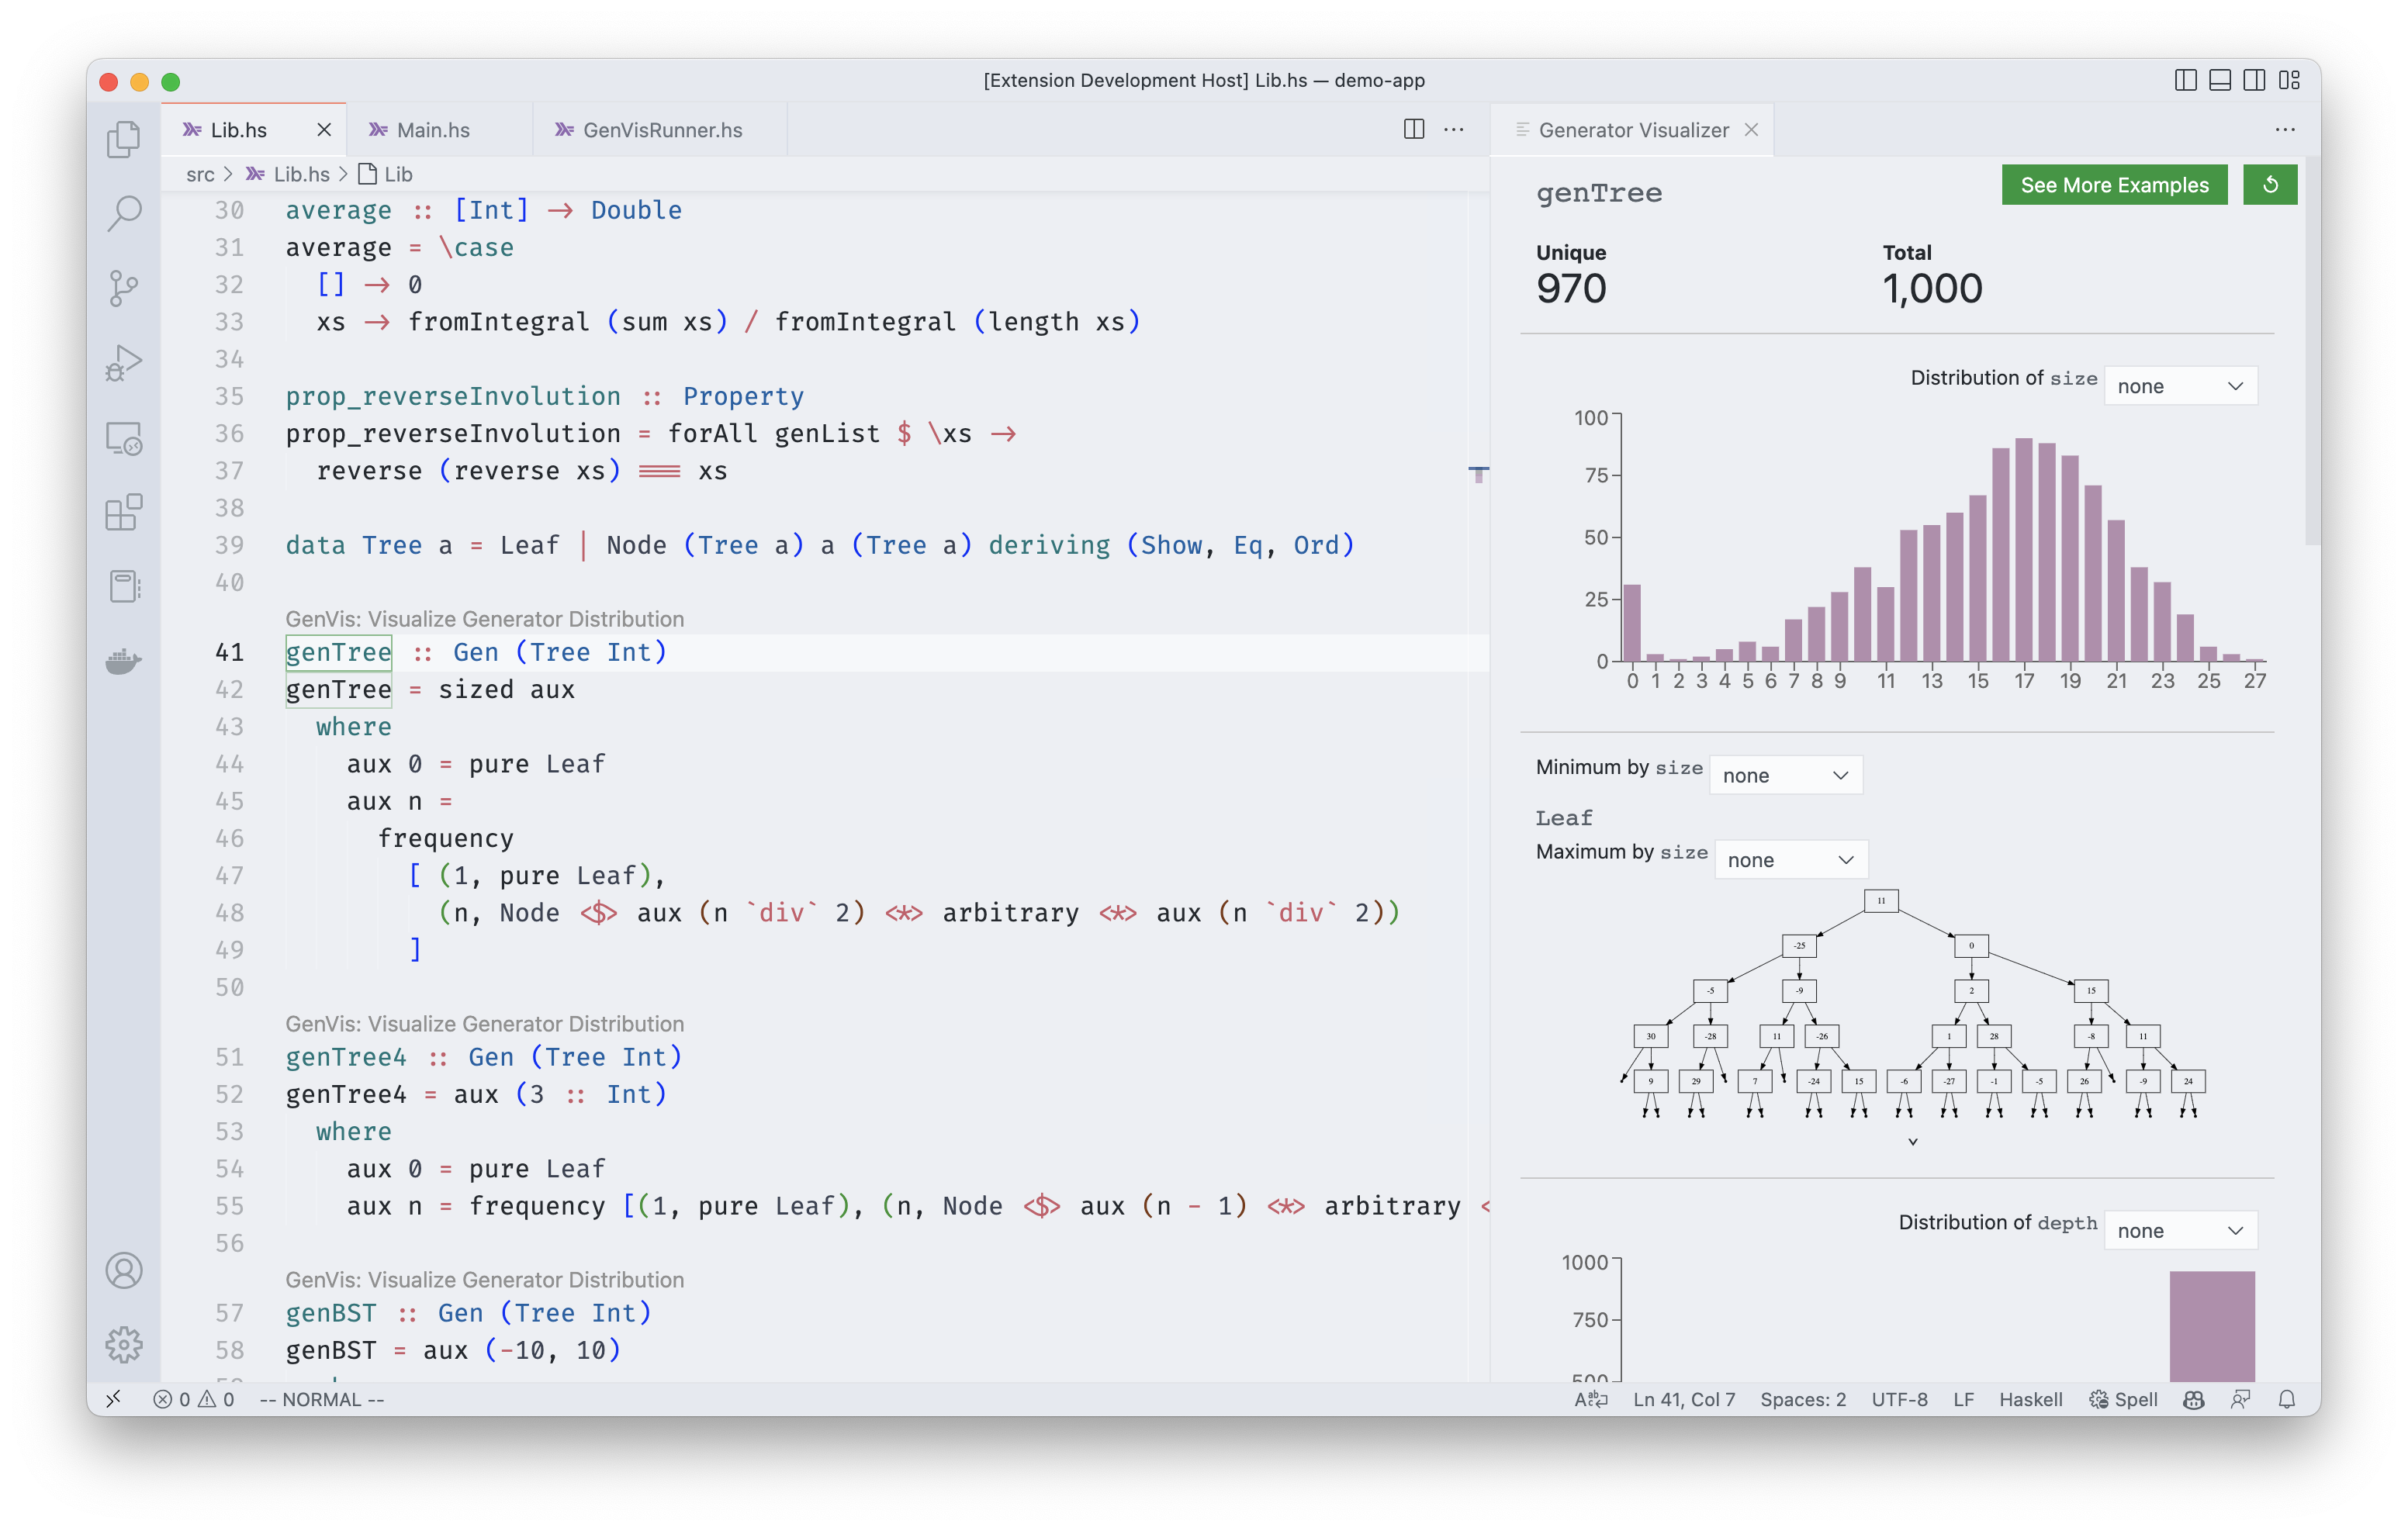 [Extension Development Host] Lib.hs — demo-app
Lib.hs
Main.hs
GenVisRunner.hs
Generator Visualizer
src > Lib.hs > Lib
30 average :: [Int] → Double
31 average = \case
32 [] → 0
33 xs → fromIntegral (sum xs) / fromIntegral (length xs)
34
35 prop_reverseInvolution :: Property
36 prop_reverseInvolution = forAll genList $ \xs →
37 reverse (reverse xs) === xs
38
39 data Tree a = Leaf | Node (Tree a) a (Tree a) deriving (Show, Eq, Ord)
40
GenVis: Visualize Generator Distribution
41 genTree :: Gen (Tree Int)
42 genTree = sized aux
43 where
44 aux 0 = pure Leaf
45 aux n =
46 frequency
47 [ (1, pure Leaf),
48 (n, Node <$> aux (n `div` 2) <*> arbitrary <*> aux (n `div` 2))
49 ]
50
GenVis: Visualize Generator Distribution
51 genTree4 :: Gen (Tree Int)
52 genTree4 = aux (3 :: Int)
53 where
54 aux 0 = pure Leaf
55 aux n = frequency [(1, pure Leaf), (n, Node <$> aux (n - 1) <*> arbitrary <
56
GenVis: Visualize Generator Distribution
57 genBST :: Gen (Tree Int)
58 genBST = aux (-10, 10)
genTree
See More Examples
Unique
970
Total
1,000
Distribution of size none
100
75
50
25
0
0 1 2 3 4 5 6 7 8 9 11 13 15 17 19 21 23 25 27
Minimum by size none
Leaf
Maximum by size none
11
-25 0
-5 -9 2 15
30 -28 11 -26 1 28 -8 11
9 29 7 -24 15 -6 -27 -1 -5 26 -9 24
Distribution of depth none
1000
750
500
0 0 -- NORMAL --
Ln 41, Col 7 Spaces: 2 UTF-8 LF Haskell Spell